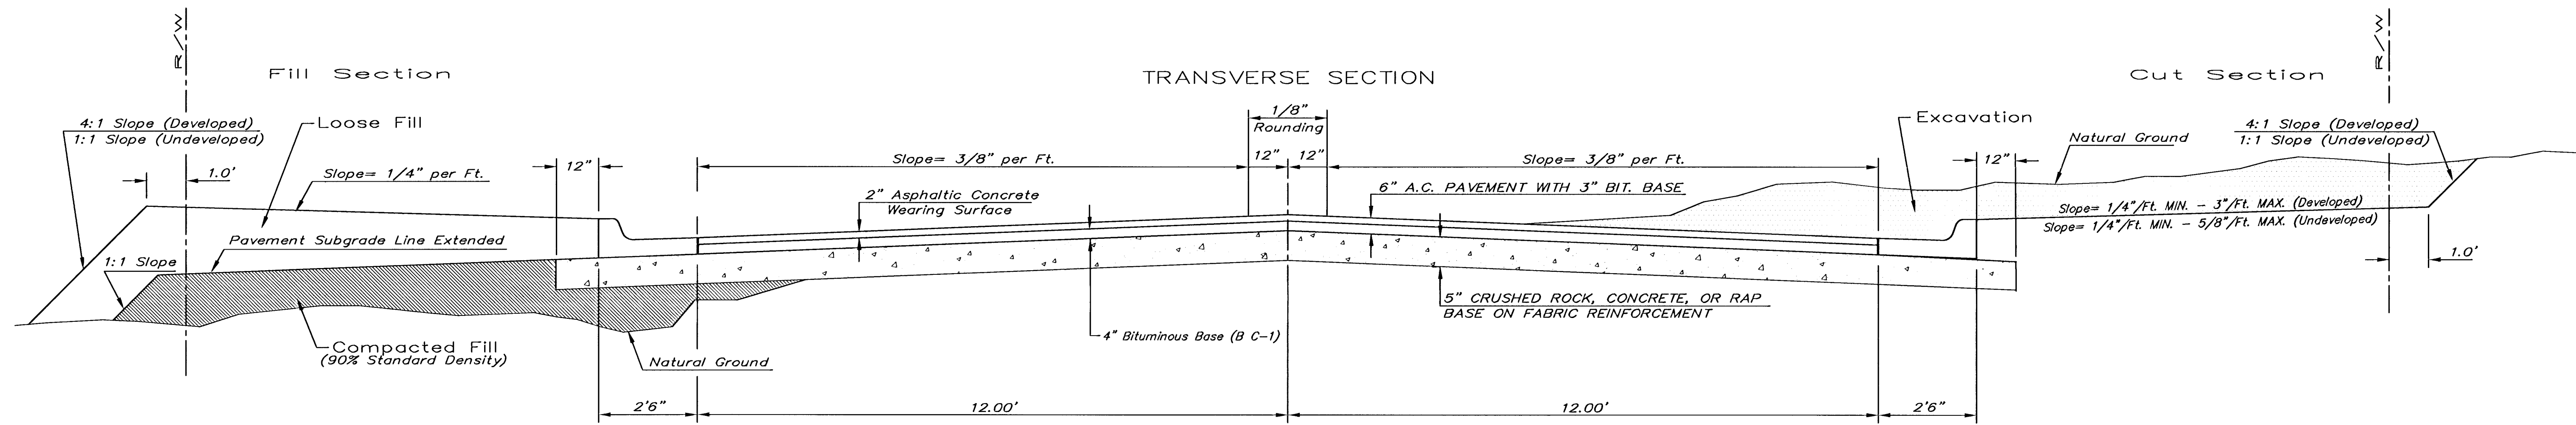 R/W
Fill Section
TRANSVERSE SECTION
Cut Section
R/W
4:1 Slope (Developed)
1:1 Slope (Undeveloped)
Loose Fill
1/8"
Rounding
Excavation
Natural Ground
4:1 Slope (Developed)
1:1 Slope (Undeveloped)
1.0'
Slope= 1/4" per Ft.
12"
Slope= 3/8" per Ft.
12"
12"
Slope= 3/8" per Ft.
12"
2" Asphaltic Concrete
Wearing Surface
6" A.C. PAVEMENT WITH 3" BIT. BASE
Slope= 1/4"/Ft. MIN. - 3"/Ft. MAX. (Developed)
Slope= 1/4"/Ft. MIN. - 5/8"/Ft. MAX. (Undeveloped)
Pavement Subgrade Line Extended
1:1 Slope
1.0'
5" CRUSHED ROCK, CONCRETE, OR RAP
BASE ON FABRIC REINFORCEMENT
4" Bituminous Base (B C-1)
Compacted Fill
(90% Standard Density)
Natural Ground
2'6"
12.00'
12.00'
2'6"